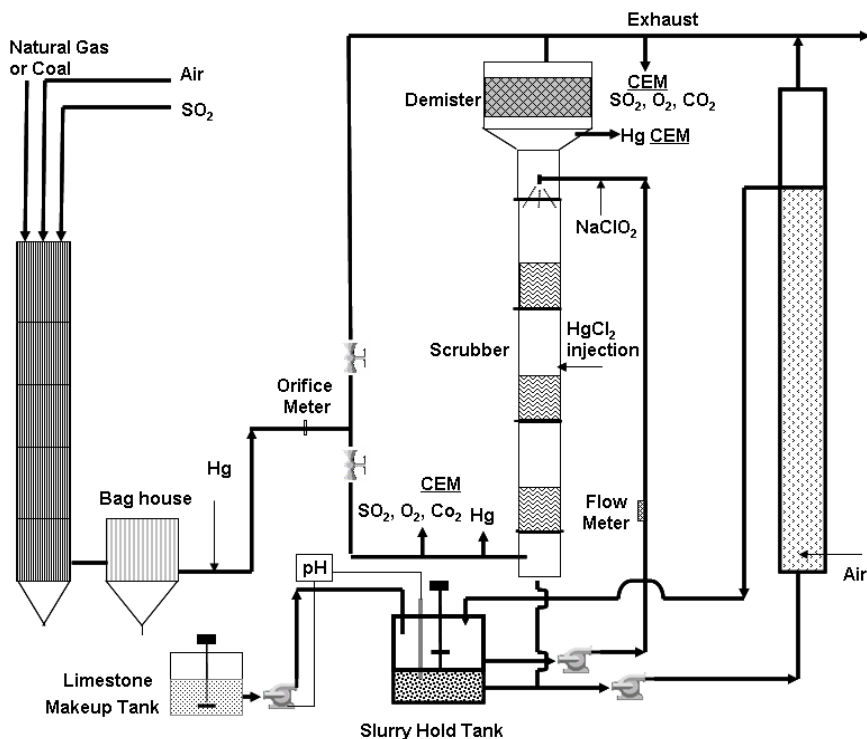 Exhaust
Natural Gas
or Coal
Air
SO₂
Demister
CEM
SO₂, O₂, CO₂
Hg CEM
NaClO₂
Scrubber
HgCl₂
injection
Orifice
Meter
Hg
Bag house
CEM
SO₂, O₂, Co₂
Hg
Flow
Meter
pH
Air
Limestone
Makeup Tank
Slurry Hold Tank